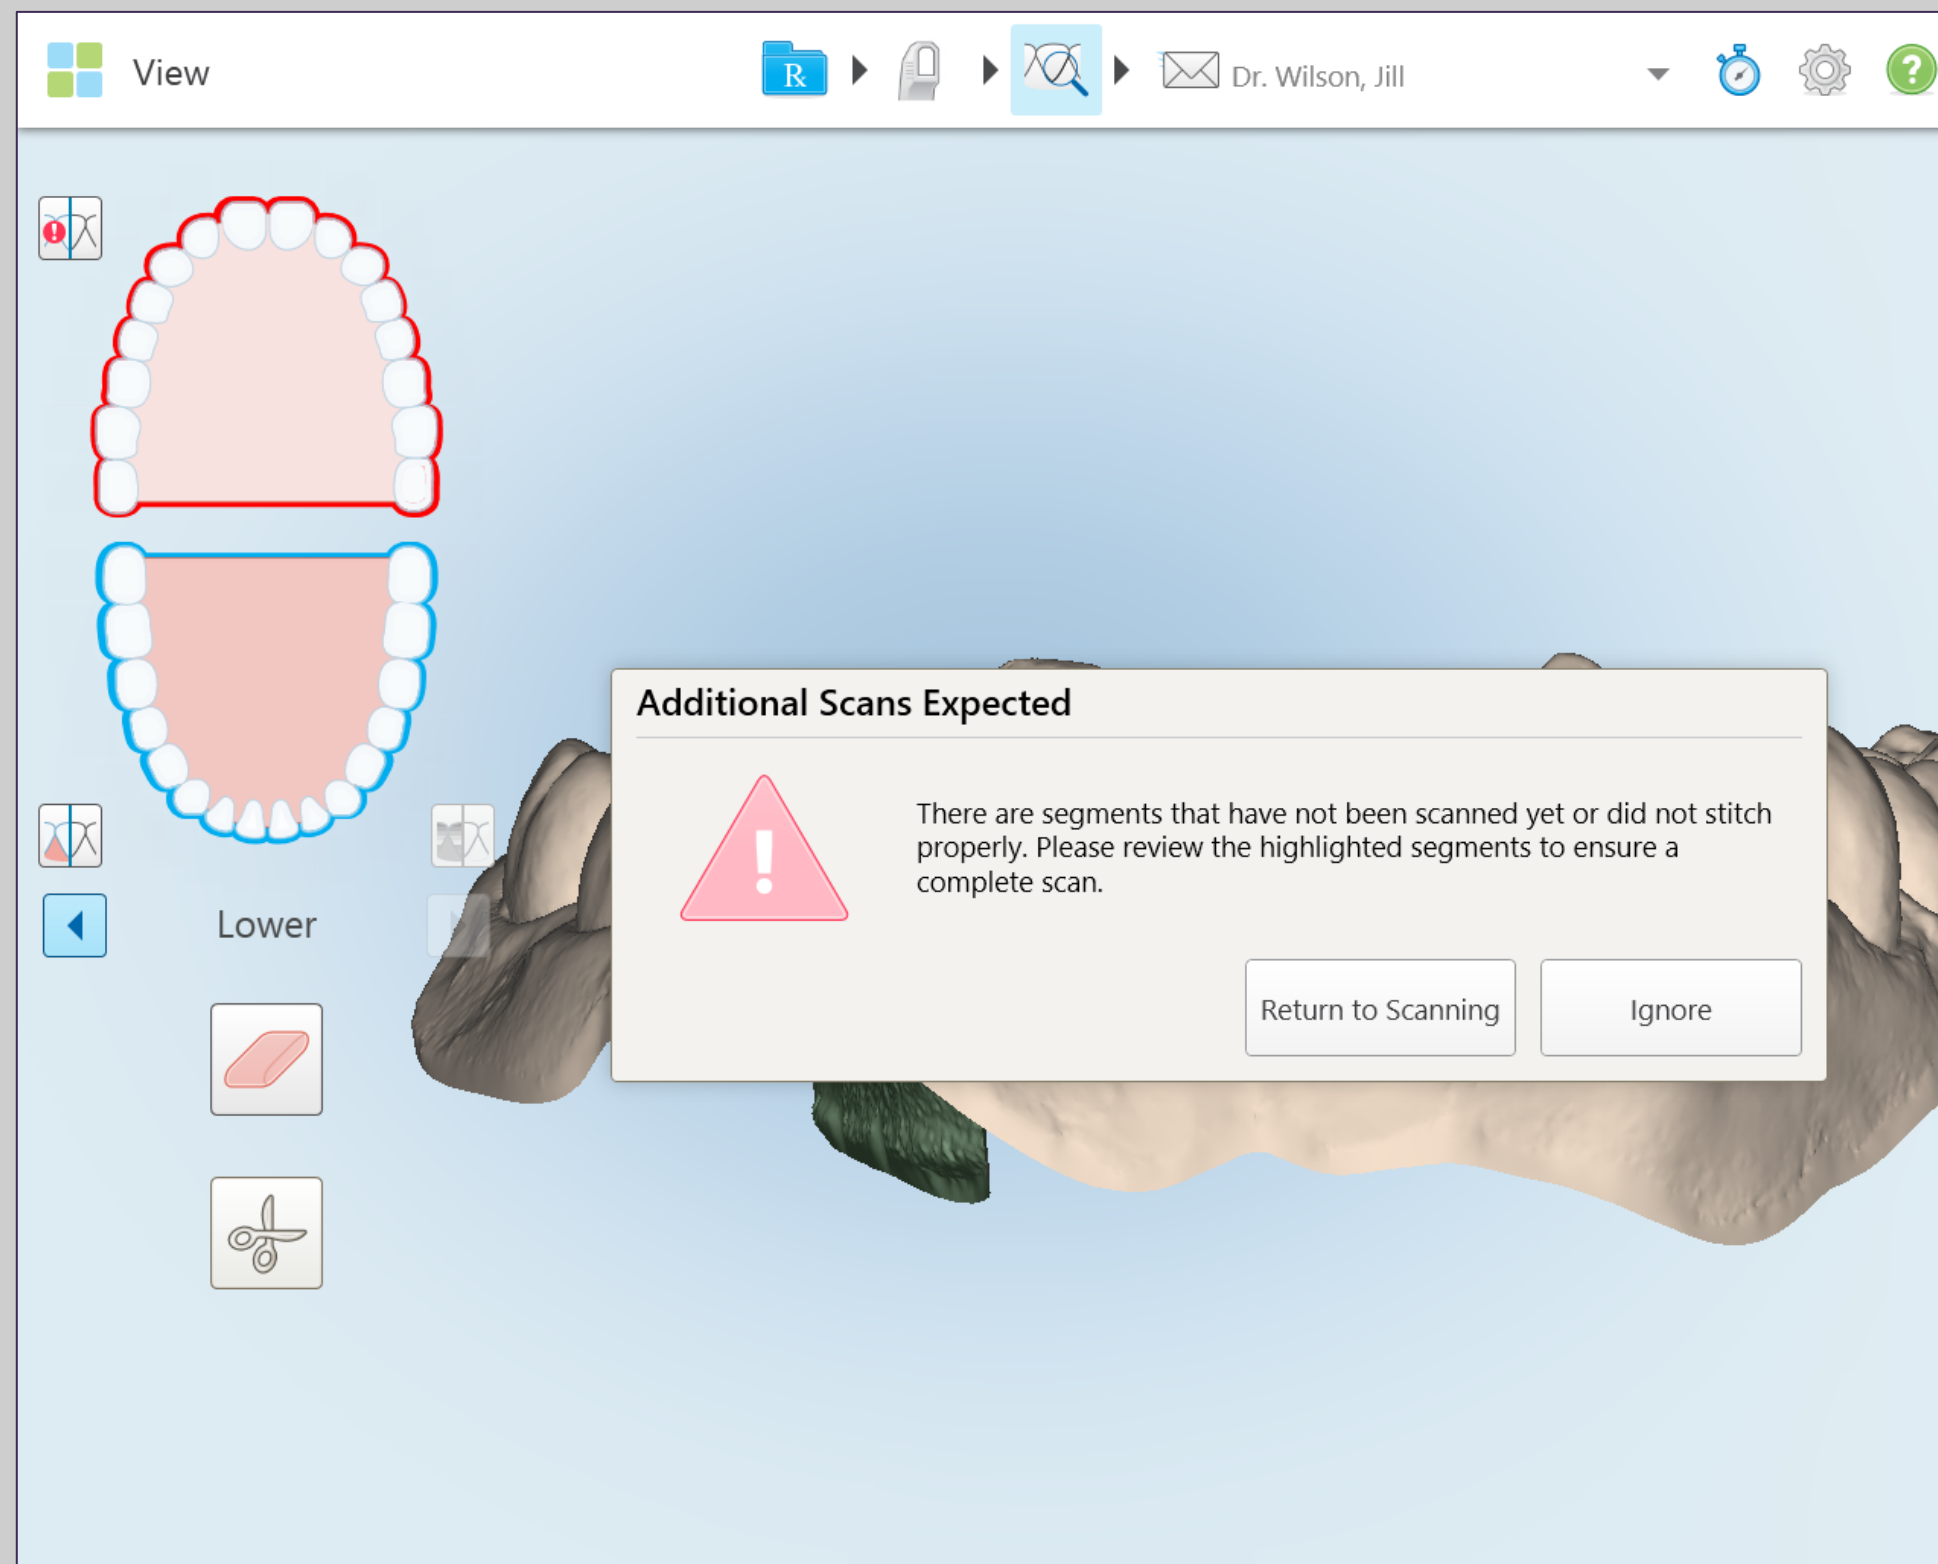 View
Rx
Dr. Wilson, Jill
?
!
Additional Scans Expected
!
There are segments that have not been scanned yet or did not stitch
properly. Please review the highlighted segments to ensure a
complete scan.
Lower
Return to Scanning
Ignore